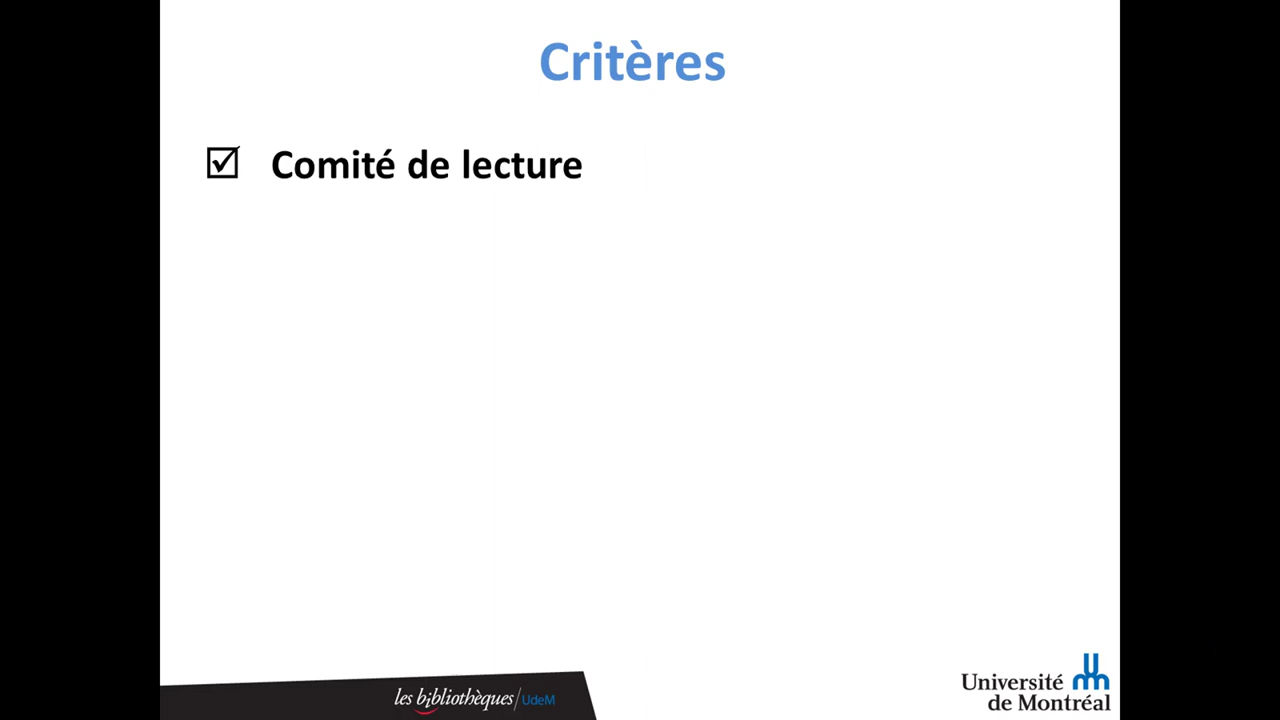 Critères
Comité de lecture
les bibliothèques/UdeM
Université
de Montréal